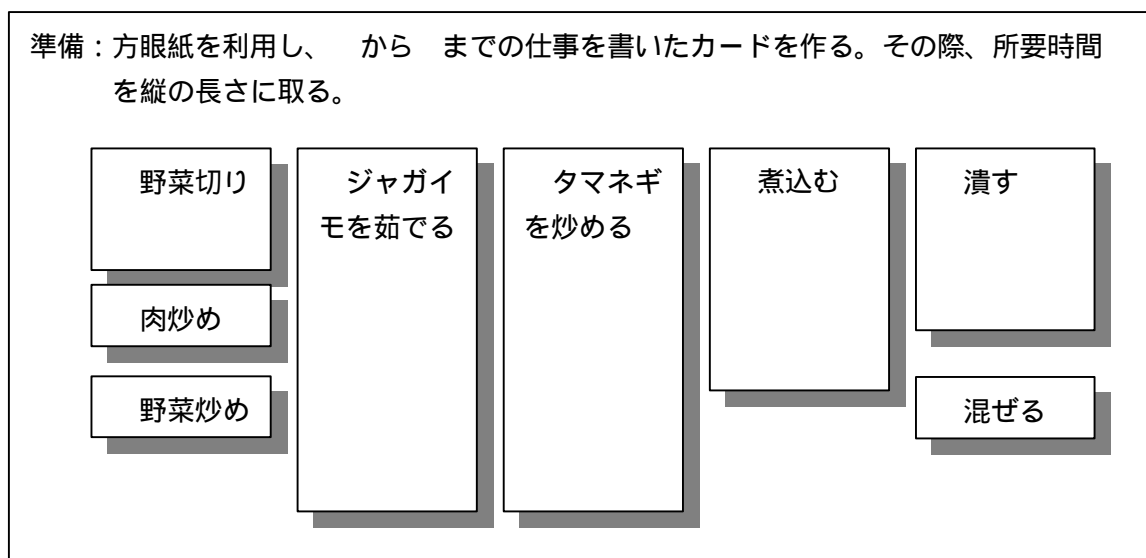 準備：方眼紙を利用し、　から　までの仕事を書いたカードを作る。その際、所要時間
を縦の長さに取る。
野菜切り
肉炒め
野菜炒め
ジャガイ
モを茹でる
タマネギ
を炒める
煮込む
潰す
混ぜる